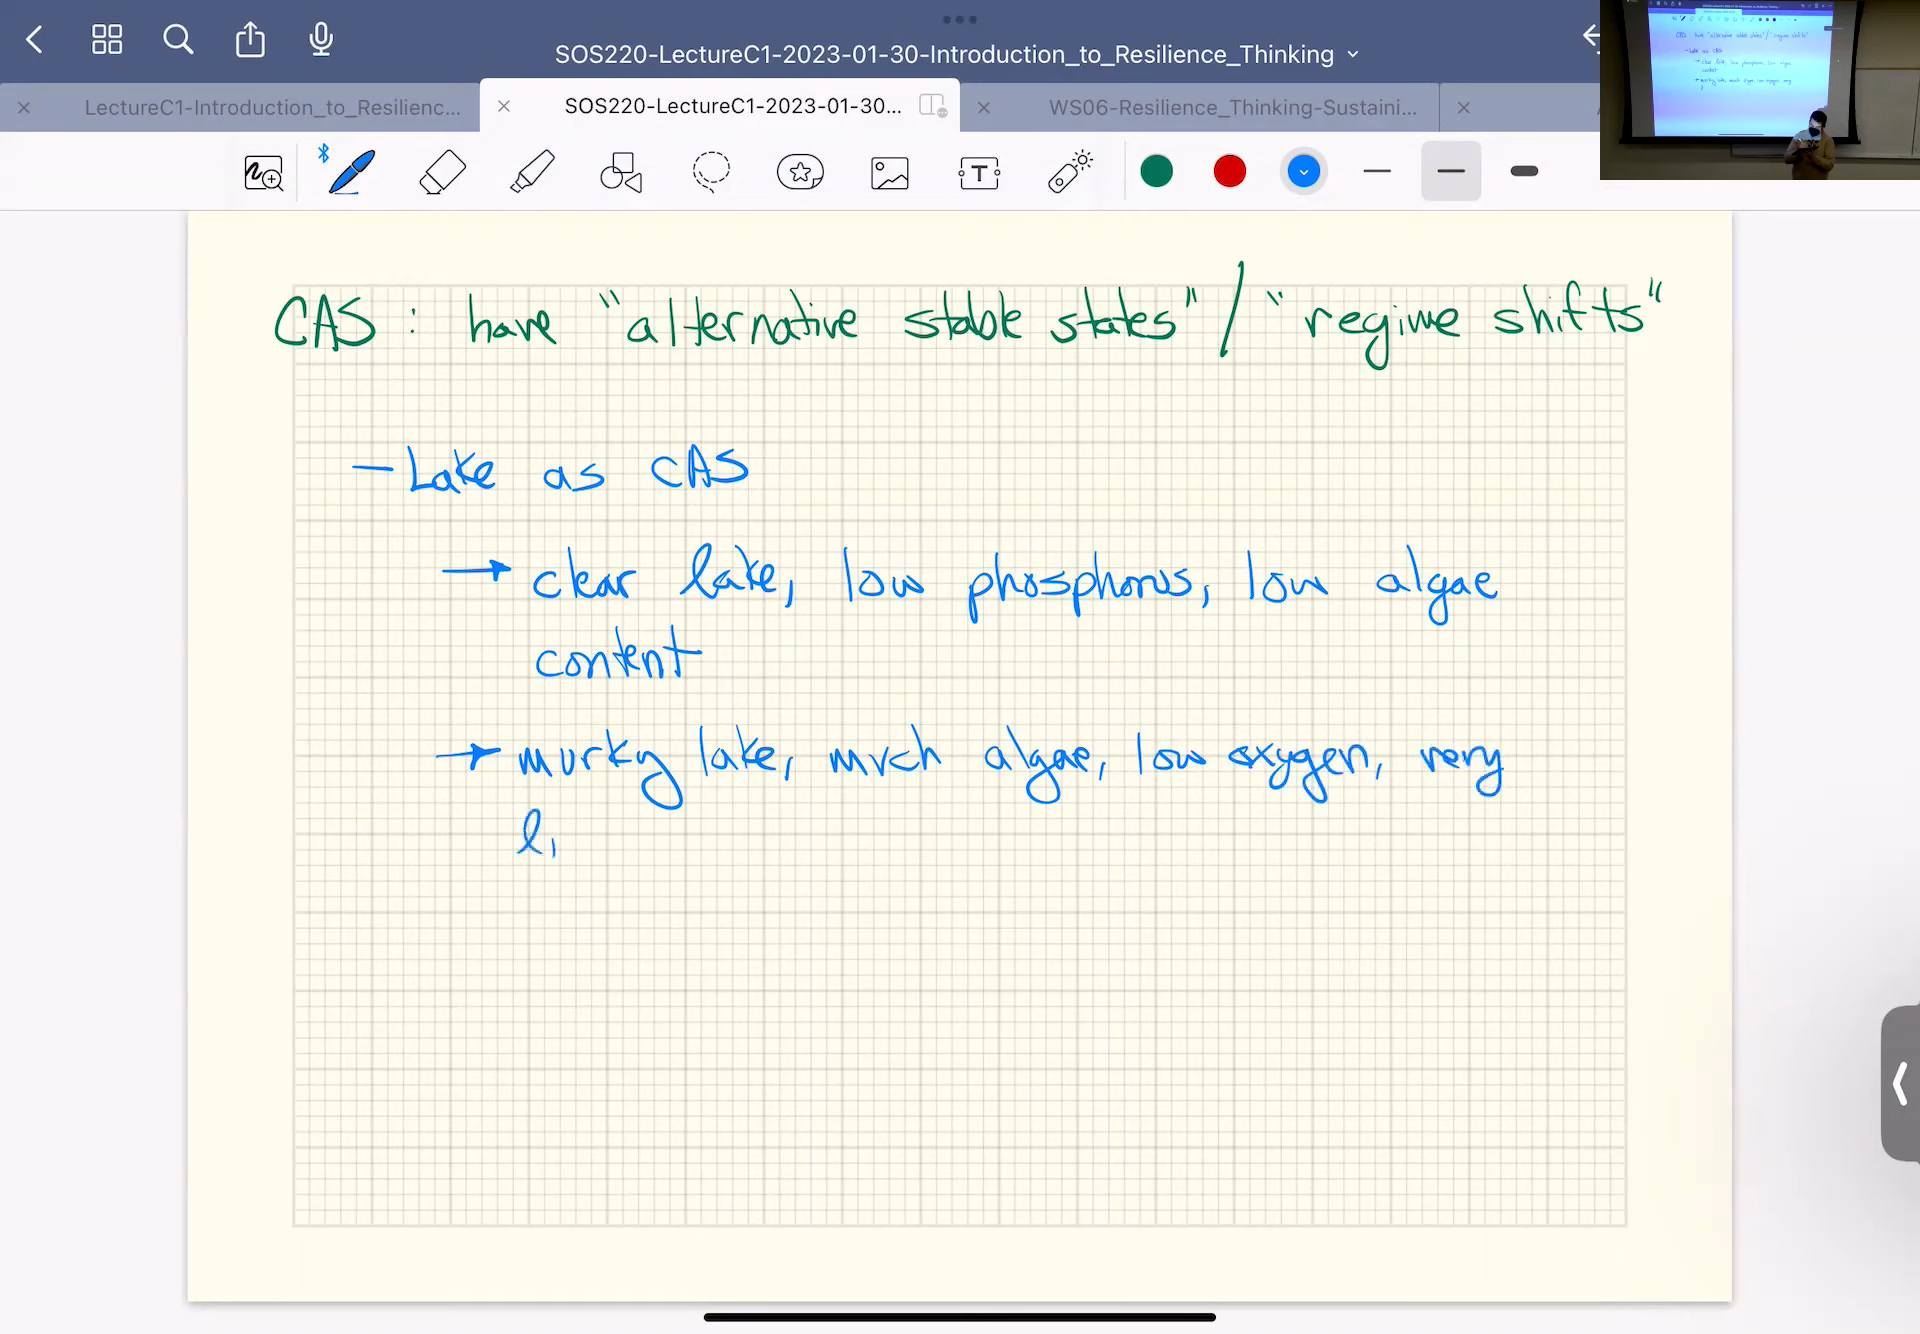 SOS220-LectureC1-2023-01-30-Introduction_to_Resilience_Thinking
LectureC1-Introduction_to_Resilienc...
SOS220-LectureC1-2023-01-30...
WS06-Resilience_Thinking-Sustaini...
CAS: have "alternative stable states" / "regime shifts"
- Lake as CAS
→ clear lake, low phosphorus, low algae
content
→ murky lake, much algae, low oxygen, very
li